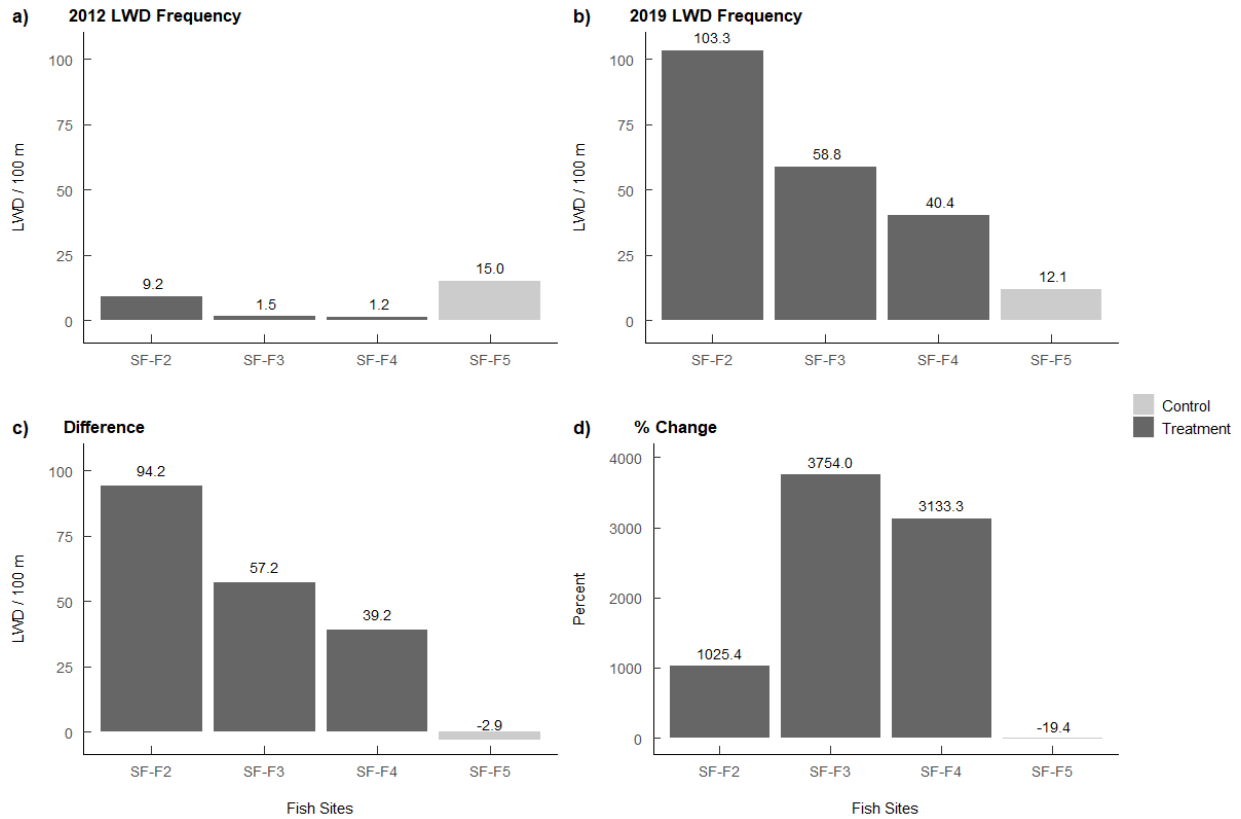 a) 2012 LWD Frequency
LWD / 100 m
100
75
50
25
0
9.2
1.5
1.2
15.0
SF-F2 SF-F3 SF-F4 SF-F5
b) 2019 LWD Frequency
LWD / 100 m
100
75
50
25
0
103.3
58.8
40.4
12.1
SF-F2 SF-F3 SF-F4 SF-F5
Control
Treatment
c) Difference
LWD / 100 m
100
75
50
25
0
94.2
57.2
39.2
-2.9
SF-F2 SF-F3 SF-F4 SF-F5
Fish Sites
d) % Change
Percent
4000
3000
2000
1000
0
1025.4
3754.0
3133.3
-19.4
SF-F2 SF-F3 SF-F4 SF-F5
Fish Sites